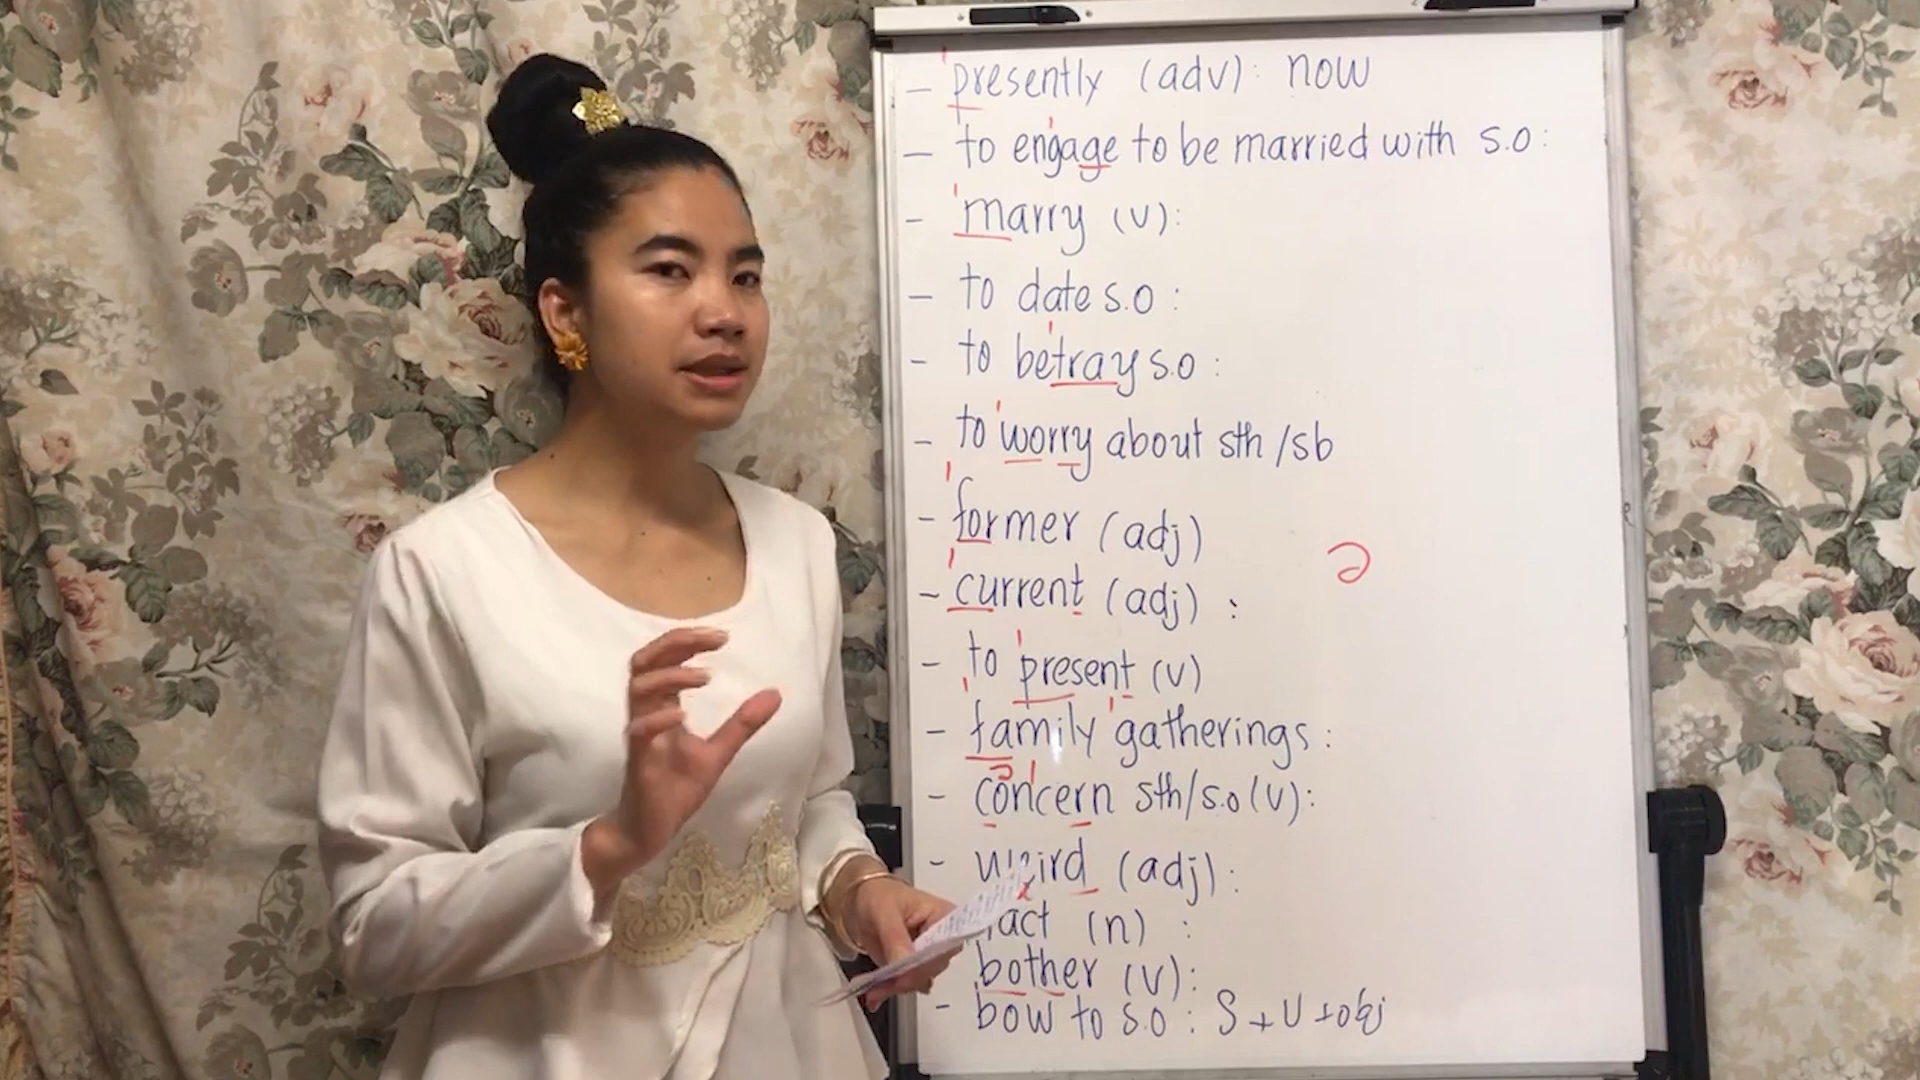 - presently (adv): now
- to engage to be married with s.o:
- marry (v):
- to date s.o :
- to betray s.o :
- to worry about sth/sb
- former (adj)
- current (adj) :
- to present (v)
- family gatherings :
- concern sth/s.o (v):
- weird (adj) :
act (n) :
bother (v):
- bow to s.o : S + V + obj